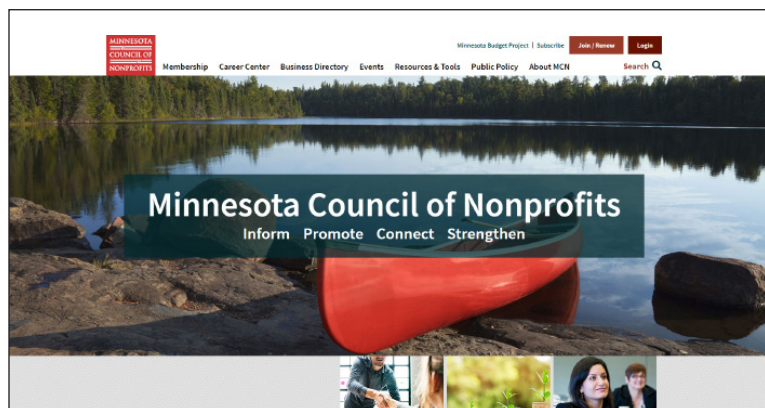 MINNESOTA
COUNCIL OF
NONPROFITS
Minnesota Budget Project | Subscribe Join / Renew Login
Membership Career Center Business Directory Events Resources & Tools Public Policy About MCN Search
Minnesota Council of Nonprofits
Inform Promote Connect Strengthen